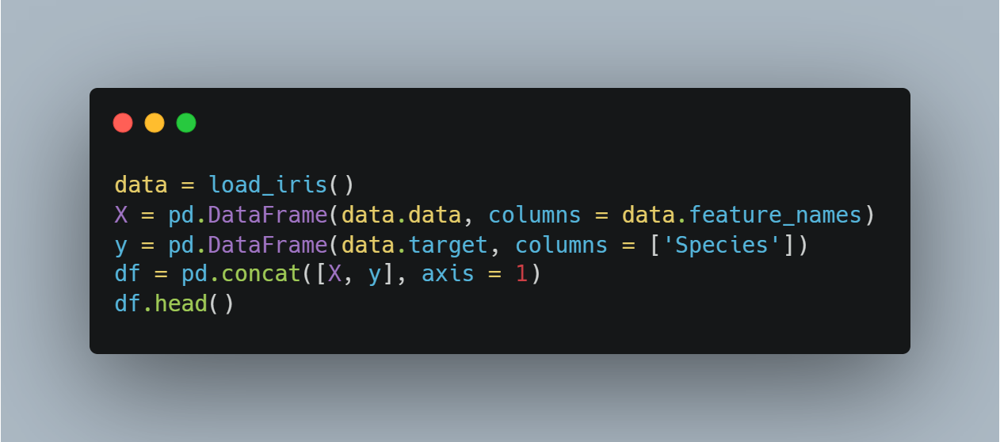 data = load_iris()
X = pd.DataFrame(data.data, columns = data.feature_names)
y = pd.DataFrame(data.target, columns = ['Species'])
df = pd.concat([X, y], axis = 1)
df.head()